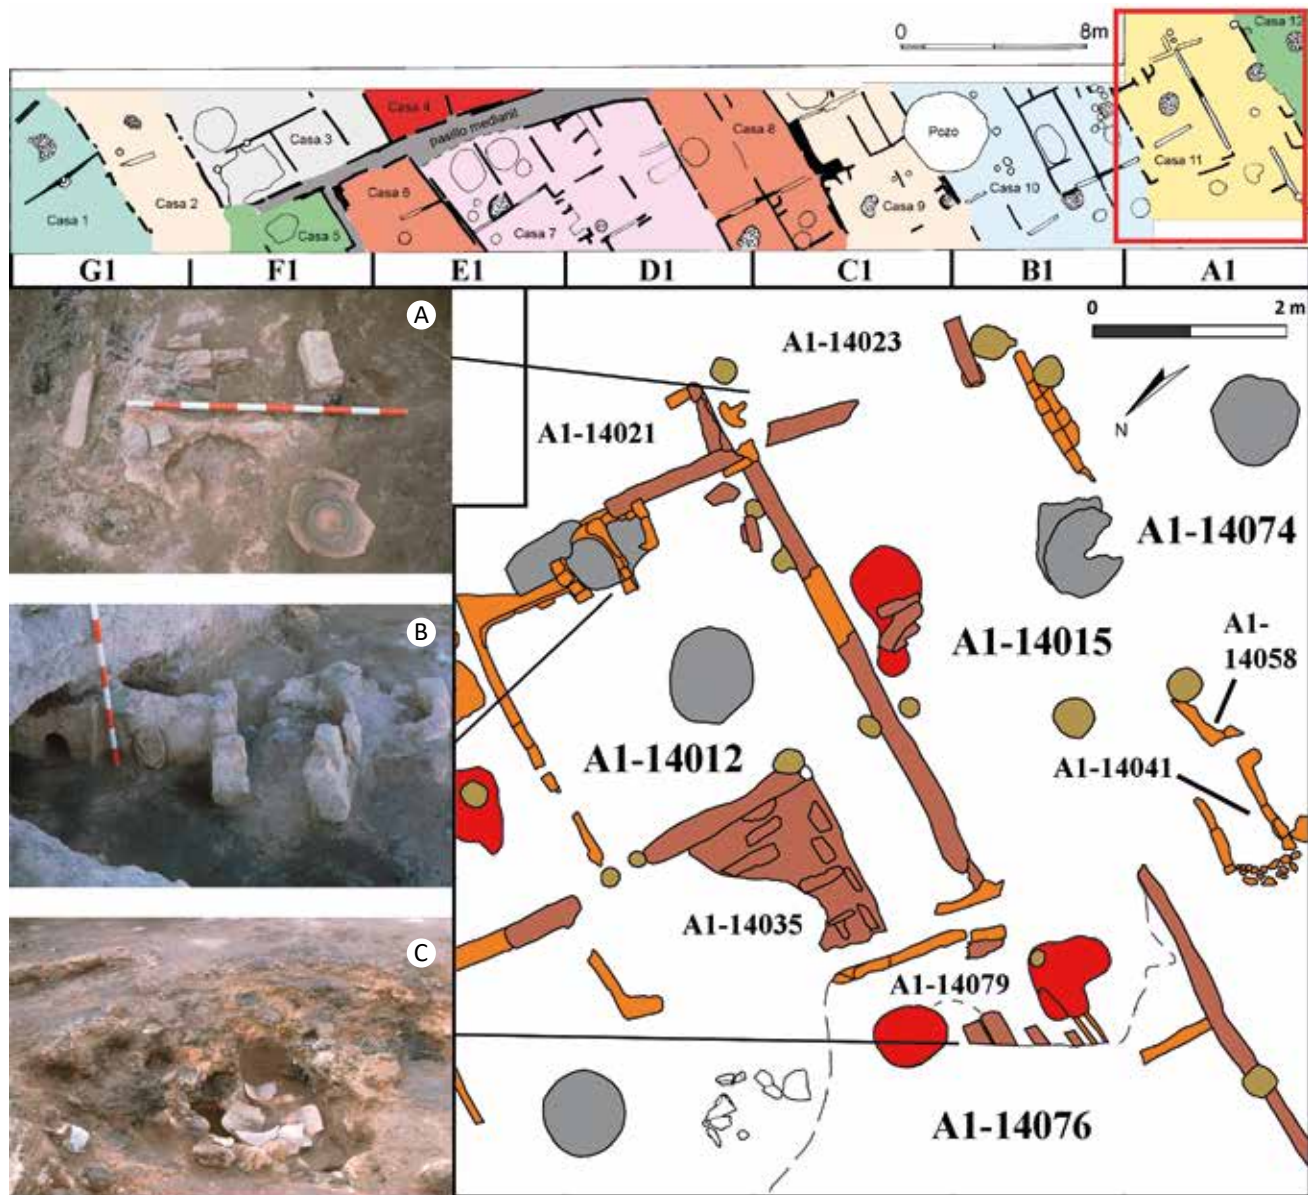 0 8m
Casa 1
Casa 2
Casa 3
Casa 4
pasillo medianil
Casa 5
Casa 6
Casa 7
Casa 8
Casa 9
Pozo
Casa 10
Casa 11
Casa 12
G1 F1 E1 D1 C1 B1 A1
A
B
C
0 2 m
N
A1-14023
A1-14021
A1-14074
A1-14015
A1-
14058
A1-14012
A1-14041
A1-14035
A1-14079
A1-14076